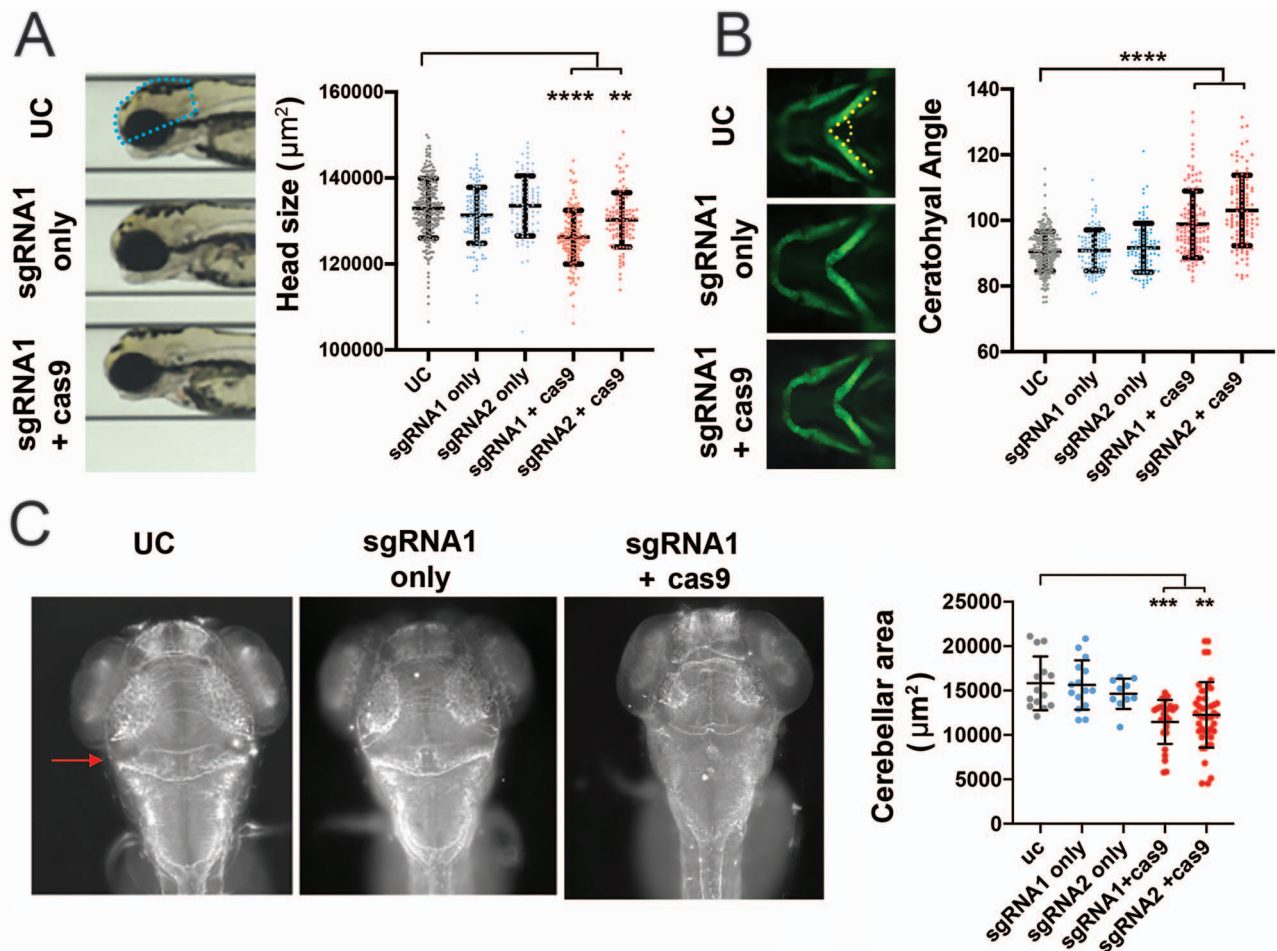 A
UC
sgRNA1
only
sgRNA1
+ cas9
Head size (μm²)
160000
140000
120000
100000
****
**
UC
sgRNA1 only
sgRNA2 only
sgRNA1 + cas9
sgRNA2 + cas9
B
UC
sgRNA1
only
sgRNA1
+ cas9
Ceratohyal Angle
140
120
100
80
60
****
UC
sgRNA1 only
sgRNA2 only
sgRNA1 + cas9
sgRNA2 + cas9
C
UC
sgRNA1
only
sgRNA1
+ cas9
Cerebellar area
(μm²)
25000
20000
15000
10000
5000
0
***
**
uc
sgRNA1 only
sgRNA2 only
sgRNA1+cas9
sgRNA2 +cas9